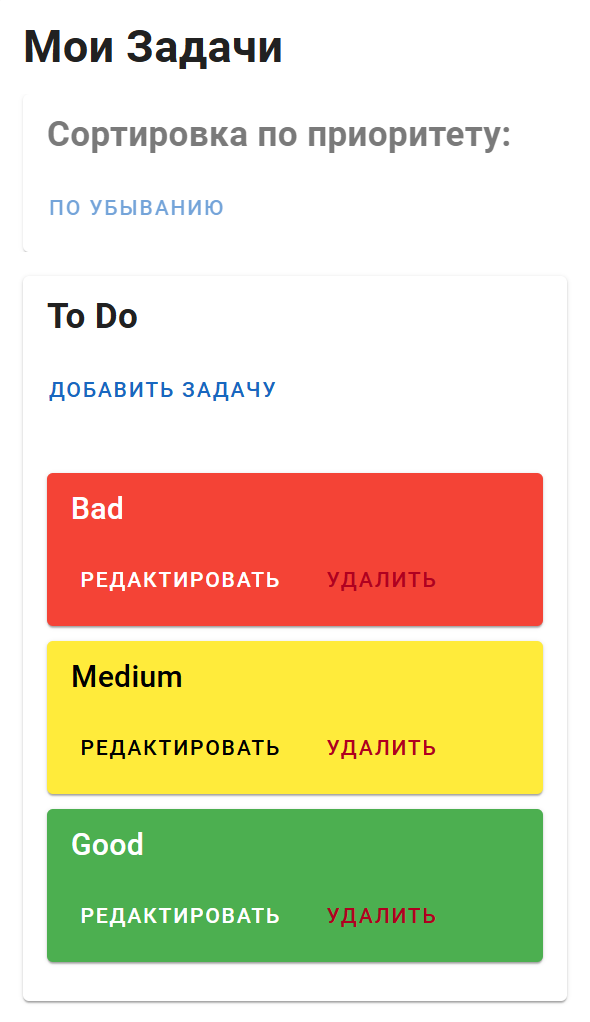 Мои Задачи
Сортировка по приоритету:
ПО УБЫВАНИЮ
To Do
ДОБАВИТЬ ЗАДАЧУ
Bad
РЕДАКТИРОВАТЬ УДАЛИТЬ
Medium
РЕДАКТИРОВАТЬ УДАЛИТЬ
Good
РЕДАКТИРОВАТЬ УДАЛИТЬ